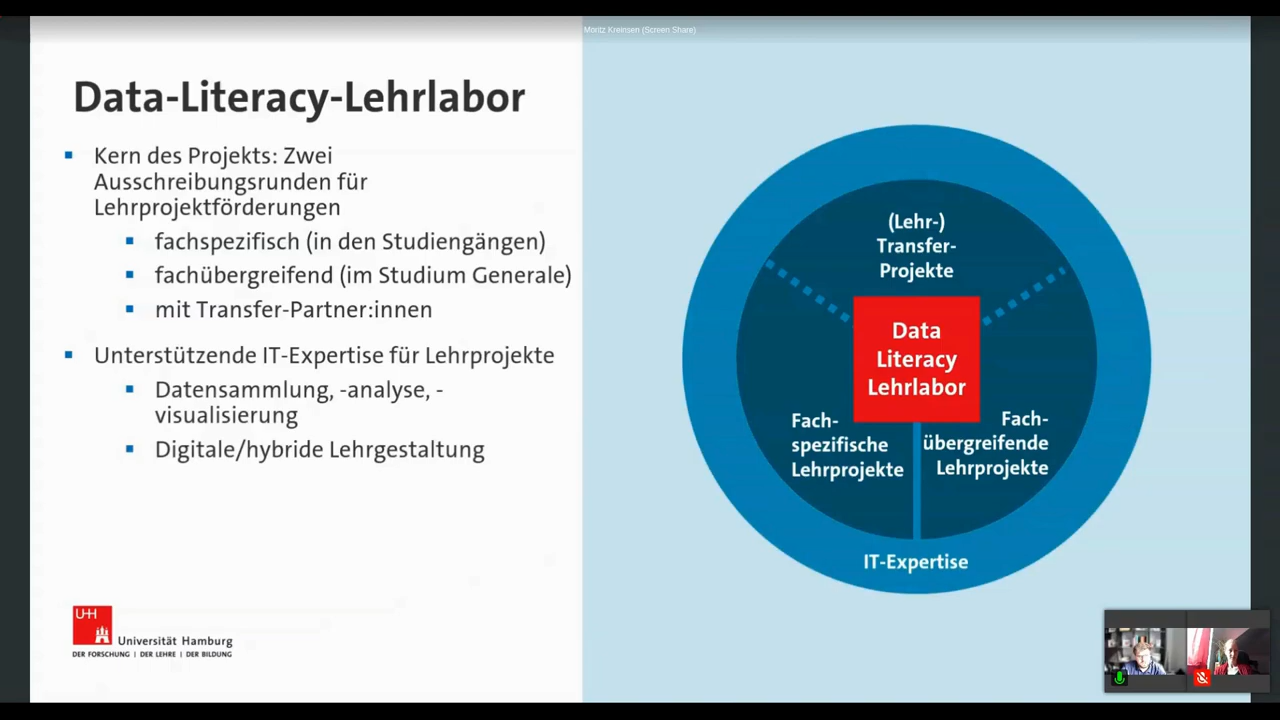 Moritz Kreinsen (Screen Share)
Data-Literacy-Lehrlabor
Kern des Projekts: Zwei
Ausschreibungsrunden für
Lehrprojektförderungen
fachspezifisch (in den Studiengängen)
fachübergreifend (im Studium Generale)
mit Transfer-Partner:innen
Unterstützende IT-Expertise für Lehrprojekte
Datensammlung, -analyse, -
visualisierung
Digitale/hybride Lehrgestaltung
(Lehr-)
Transfer-
Projekte
Data
Literacy
Lehrlabor
Fach-
spezifische
Lehrprojekte
Fach-
übergreifende
Lehrprojekte
IT-Expertise
UHH
Universität Hamburg
DER FORSCHUNG | DER LEHRE | DER BILDUNG